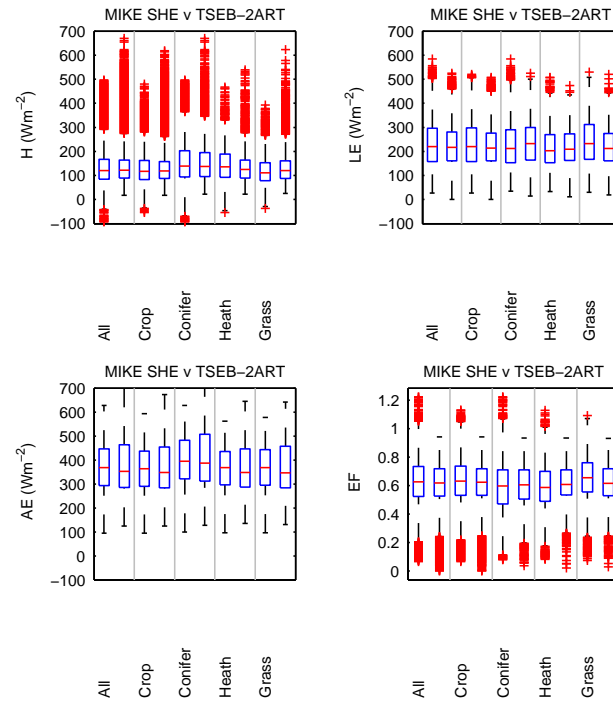 MIKE SHE v TSEB−2ART
700
600
500
400
300
200
100
0
−100
H (Wm−2)
All
Crop
Conifer
Heath
Grass
MIKE SHE v TSEB−2ART
700
600
500
400
300
200
100
0
−100
LE (Wm−2)
All
Crop
Conifer
Heath
Grass
MIKE SHE v TSEB−2ART
700
600
500
400
300
200
100
0
−100
AE (Wm−2)
All
Crop
Conifer
Heath
Grass
MIKE SHE v TSEB−2ART
1.2
1
0.8
0.6
0.4
0.2
0
EF
All
Crop
Conifer
Heath
Grass